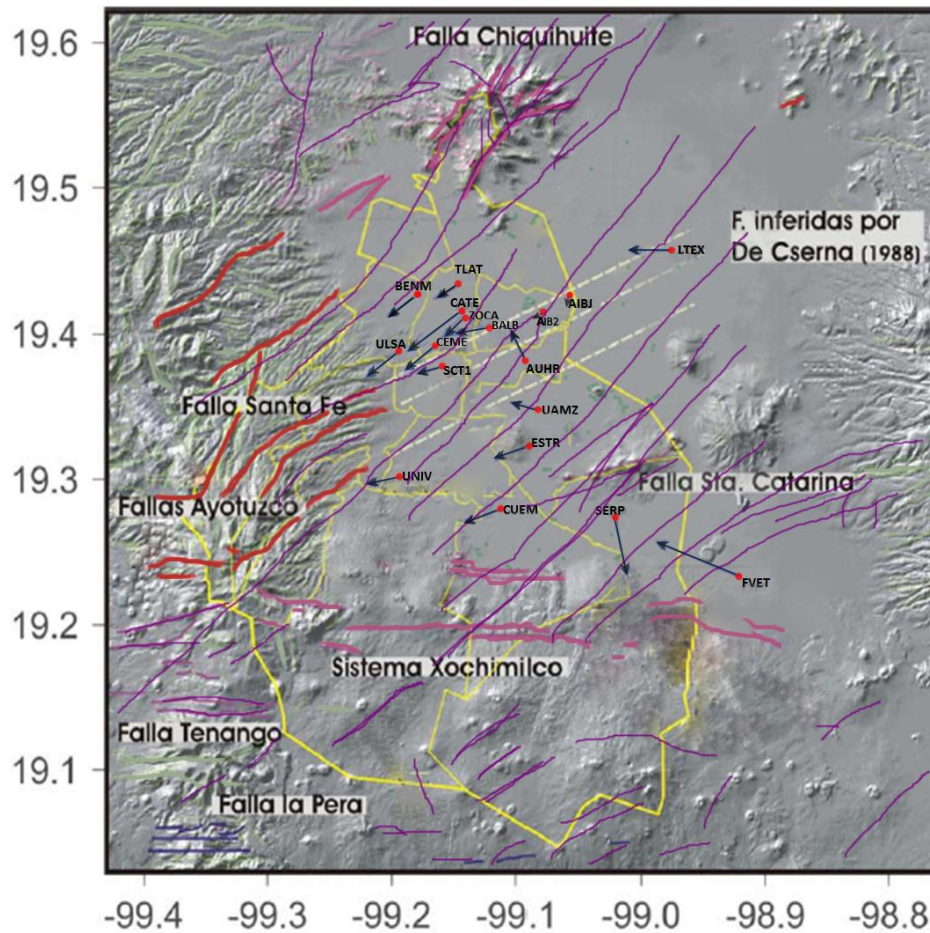 Falla Chiquihuite
19.6
19.5
F. inferidas por
De Cserna (1988)
LTEX
TLAT
BENM
CATE
ZOCA
AIBJ
AIB2
BALB
19.4
ULSA
CEME
SCT1
AUHR
Falla Santa Fe
UAMZ
ESTR
19.3
UNIV
Falla Sta. Catarina
Fallas Ayotuzco
CUEM
SERP
FVET
19.2
Sistema Xochimilco
Falla Tenango
19.1
Falla la Pera
-99.4 -99.3 -99.2 -99.1 -99.0 -98.9 -98.8